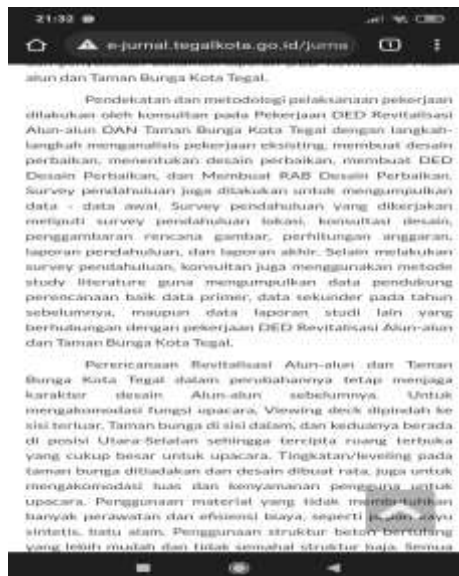 21:32
e-jurnal.tegalkota.go.id/jurna
alun dan Taman Bunga Kota Tegal.
Pendekatan dan metodologi pelaksanaan pekerjaan
dilakukan oleh konsultan pada Pekerjaan DED Revitalisasi
Alun-alun DAN Taman Bunga Kota Tegal dengan langkah-
langkah menganalisis pekerjaan eksisting, membuat desain
perbaikan, menentukan desain perbaikan, membuat DED
Desain Perbaikan, dan Membuat RAB Desain Perbaikan.
Survey pendahuluan juga dilakukan untuk mengumpulkan
data - data awal. Survey pendahuluan yang dikerjakan
meliputi survey pendahuluan lokasi, konsultasi desain,
penggambaran rencana gambar, perhitungan anggaran,
laporan pendahuluan, dan laporan akhir. Selain melakukan
survey pendahuluan, konsultan juga menggunakan metode
study literature guna mengumpulkan data pendukung
perencanaan baik data primer, data sekunder pada tahun
sebelumnya, maupun data laporan studi lain yang
berhubungan dengan pekerjaan DED Revitalisasi Alun-alun
dan Taman Bunga Kota Tegal.
Perencanaan Revitalisasi Alun-alun dan Taman
Bunga Kota Tegal dalam perubahannya tetap menjaga
karakter desain Alun-alun sebelumnya. Untuk
mengakomodasi fungsi upacara, Viewing deck dipindah ke
sisi terluar, Taman bunga di sisi dalam, dan keduanya berada
di posisi Utara-Selatan sehingga tercipta ruang terbuka
yang cukup besar untuk upacara. Tingkatan/leveling pada
taman bunga ditiadakan dan desain dibuat rata, juga untuk
mengakomodasi luas dan kenyamanan pengguna untuk
upacara. Penggunaan material yang tidak membutuhkan
banyak perawatan dan efisiensi biaya, seperti kayu
sintetis, batu alam. Penggunaan struktur beton bertulang
yang lebih mudah dan tidak semahal struktur baja. Semua